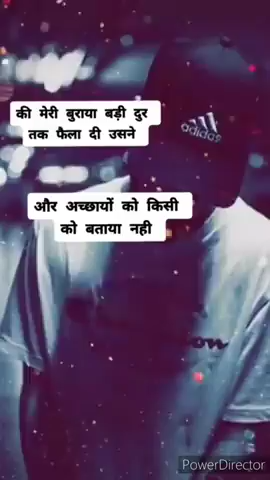 की मेरी बुराया बड़ी दुर
तक फैला दी उसने
adidas
और अच्छायों को किसी
को बताया नही
PowerDirector